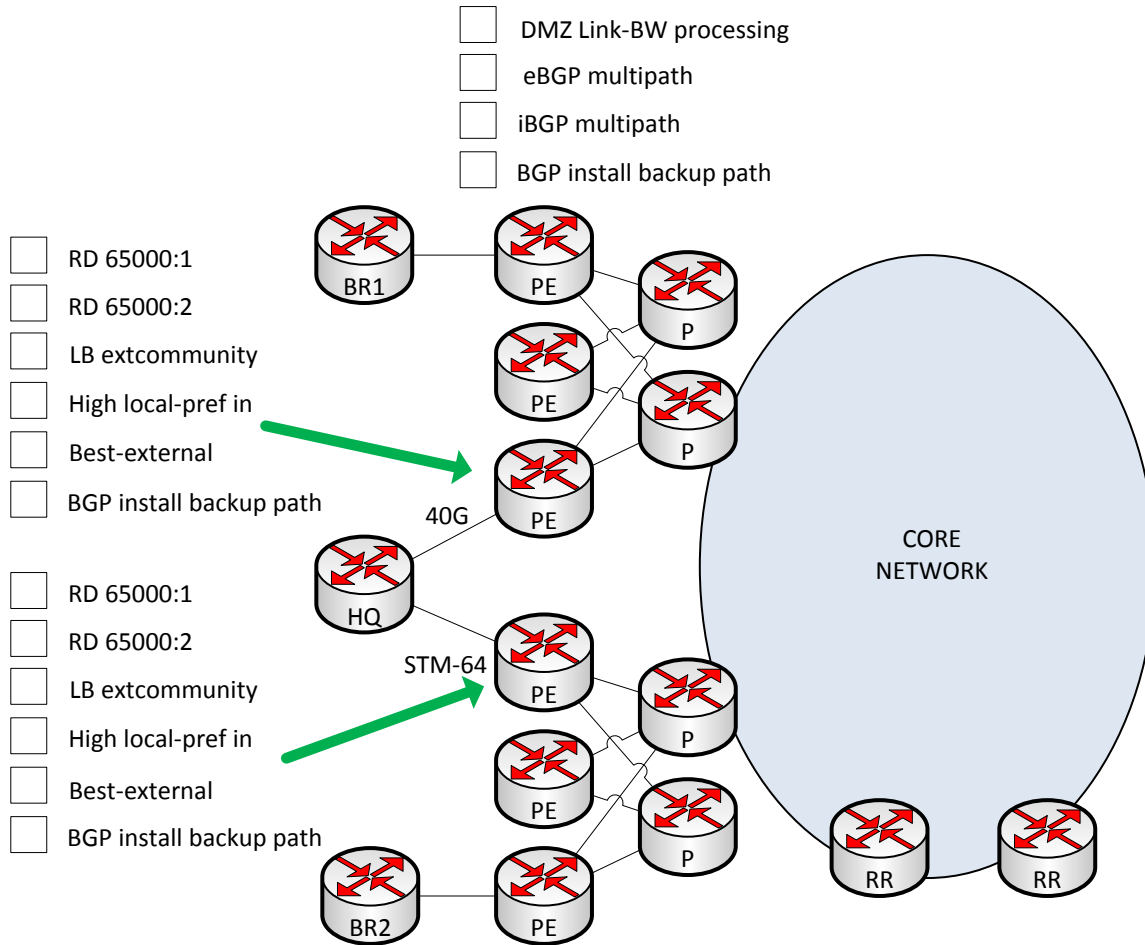 DMZ Link-BW processing
eBGP multipath
iBGP multipath
BGP install backup path
BR1
PE
P
RD 65000:1
RD 65000:2
LB extcommunity
High local-pref in
Best-external
BGP install backup path
PE
P
PE
40G
HQ
CORE
NETWORK
RD 65000:1
RD 65000:2
LB extcommunity
High local-pref in
Best-external
BGP install backup path
STM-64
PE
P
PE
P
BR2
PE
RR
RR